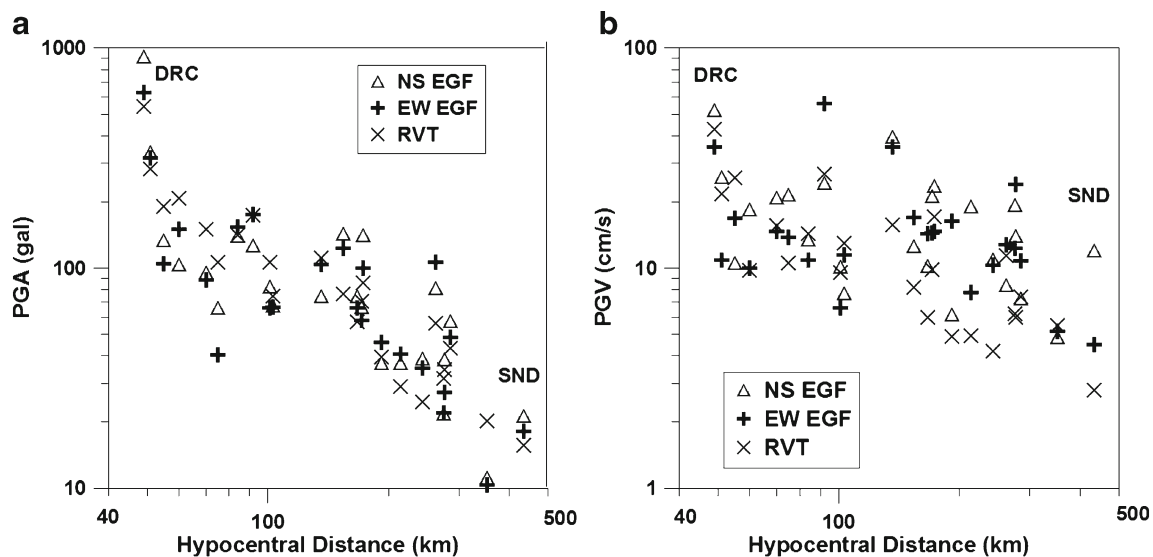 a
1000
DRC
NS EGF
EW EGF
RVT
PGA (gal)
100
SND
10
40
100
500
Hypocentral Distance (km)
b
100
DRC
SND
PGV (cm/s)
10
NS EGF
EW EGF
RVT
1
40
100
500
Hypocentral Distance (km)